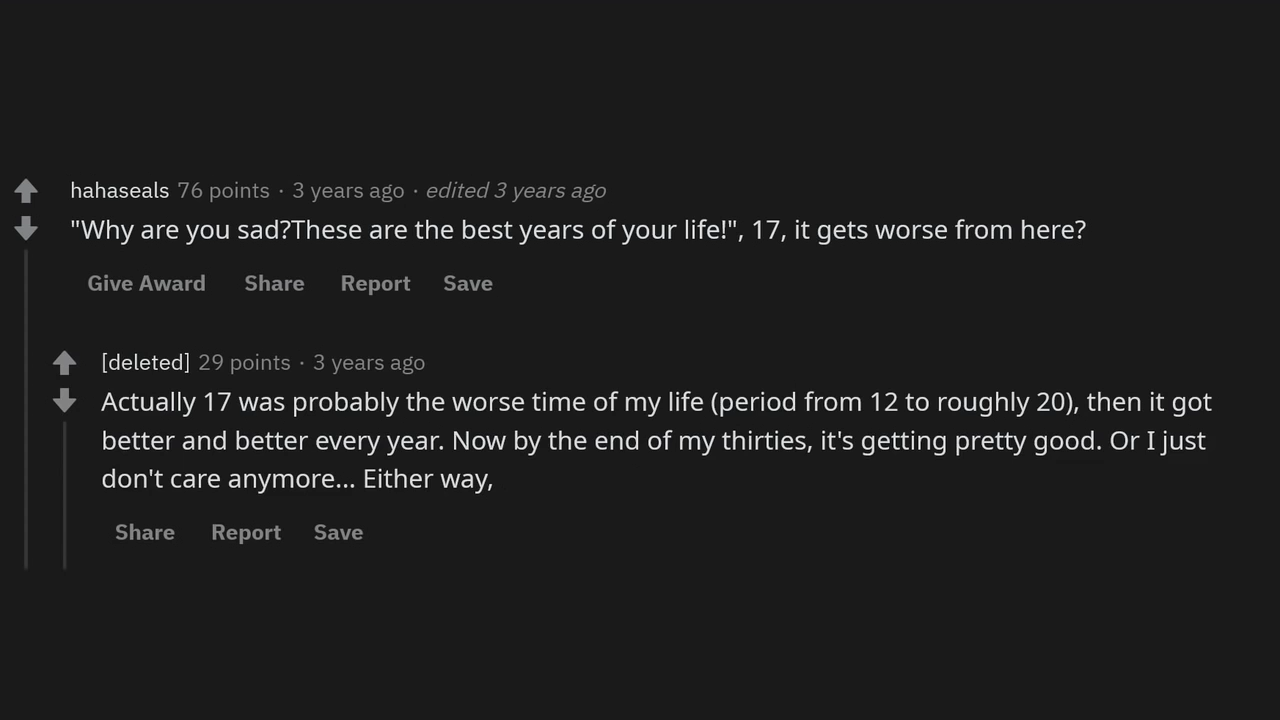 hahaseals 76 points · 3 years ago · edited 3 years ago
"Why are you sad?These are the best years of your life!", 17, it gets worse from here?
Give Award Share Report Save
[deleted] 29 points · 3 years ago
Actually 17 was probably the worse time of my life (period from 12 to roughly 20), then it got
better and better every year. Now by the end of my thirties, it's getting pretty good. Or I just
don't care anymore... Either way,
Share Report Save